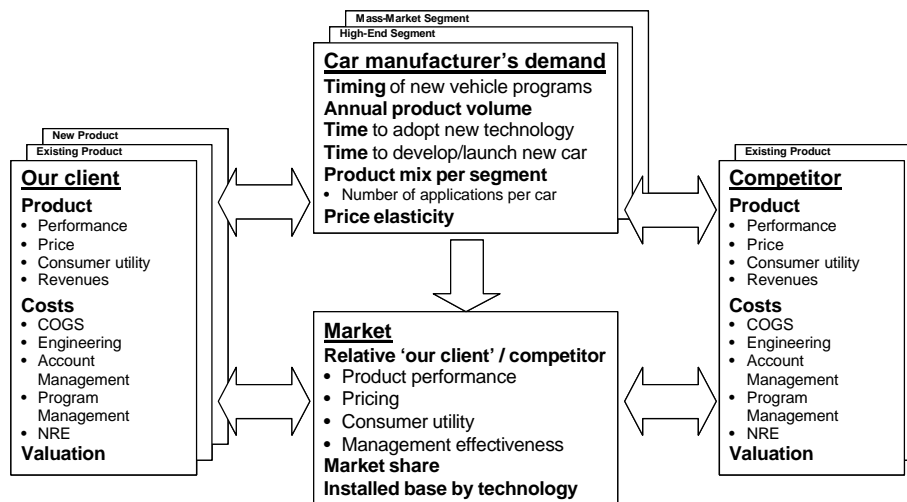 Mass-Market Segment
High-End Segment
Car manufacturer's demand
Timing of new vehicle programs
Annual product volume
Time to adopt new technology
Time to develop/launch new car
Product mix per segment
• Number of applications per car
Price elasticity
New Product
Existing Product
Our client
Product
• Performance
• Price
• Consumer utility
• Revenues
Costs
• COGS
• Engineering
• Account
Management
• Program
Management
• NRE
Valuation
Existing Product
Competitor
Product
• Performance
• Price
• Consumer utility
• Revenues
Costs
• COGS
• Engineering
• Account
Management
• Program
Management
• NRE
Valuation
Market
Relative 'our client' / competitor
• Product performance
• Pricing
• Consumer utility
• Management effectiveness
Market share
Installed base by technology